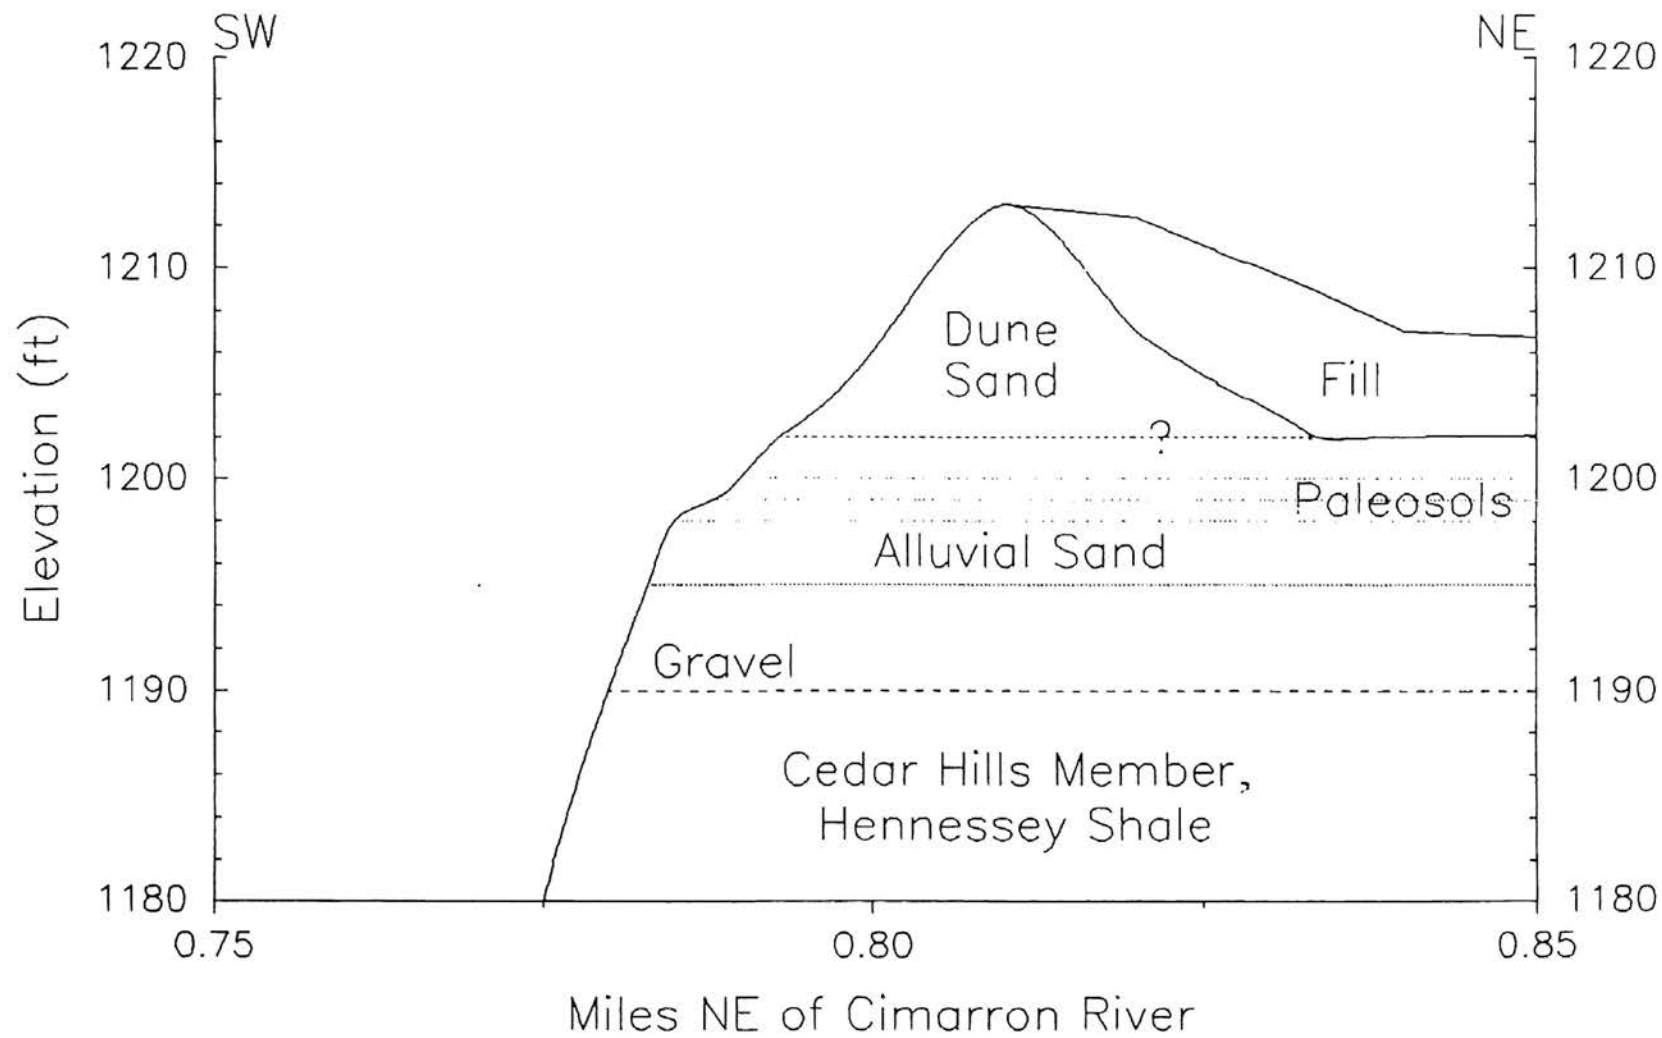 SW
NE
1220
1220
1210
1210
Dune
Sand
Fill
?
1200
1200
Paleosols
Alluvial Sand
Elevation (ft)
Gravel
1190
1190
Cedar Hills Member,
Hennessey Shale
1180
1180
0.75
0.80
0.85
Miles NE of Cimarron River